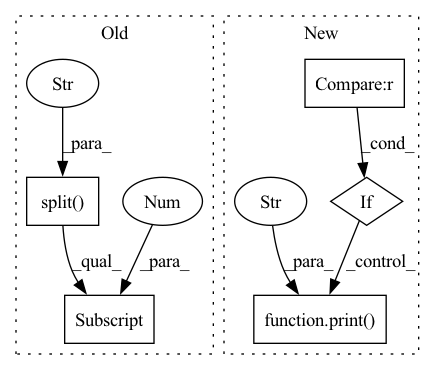 Old
New
Str
Compare:r
_para_
_cond_
split()
Num
Str
If
_qual_
_para_
_para_
_control_
Subscript
function.print()